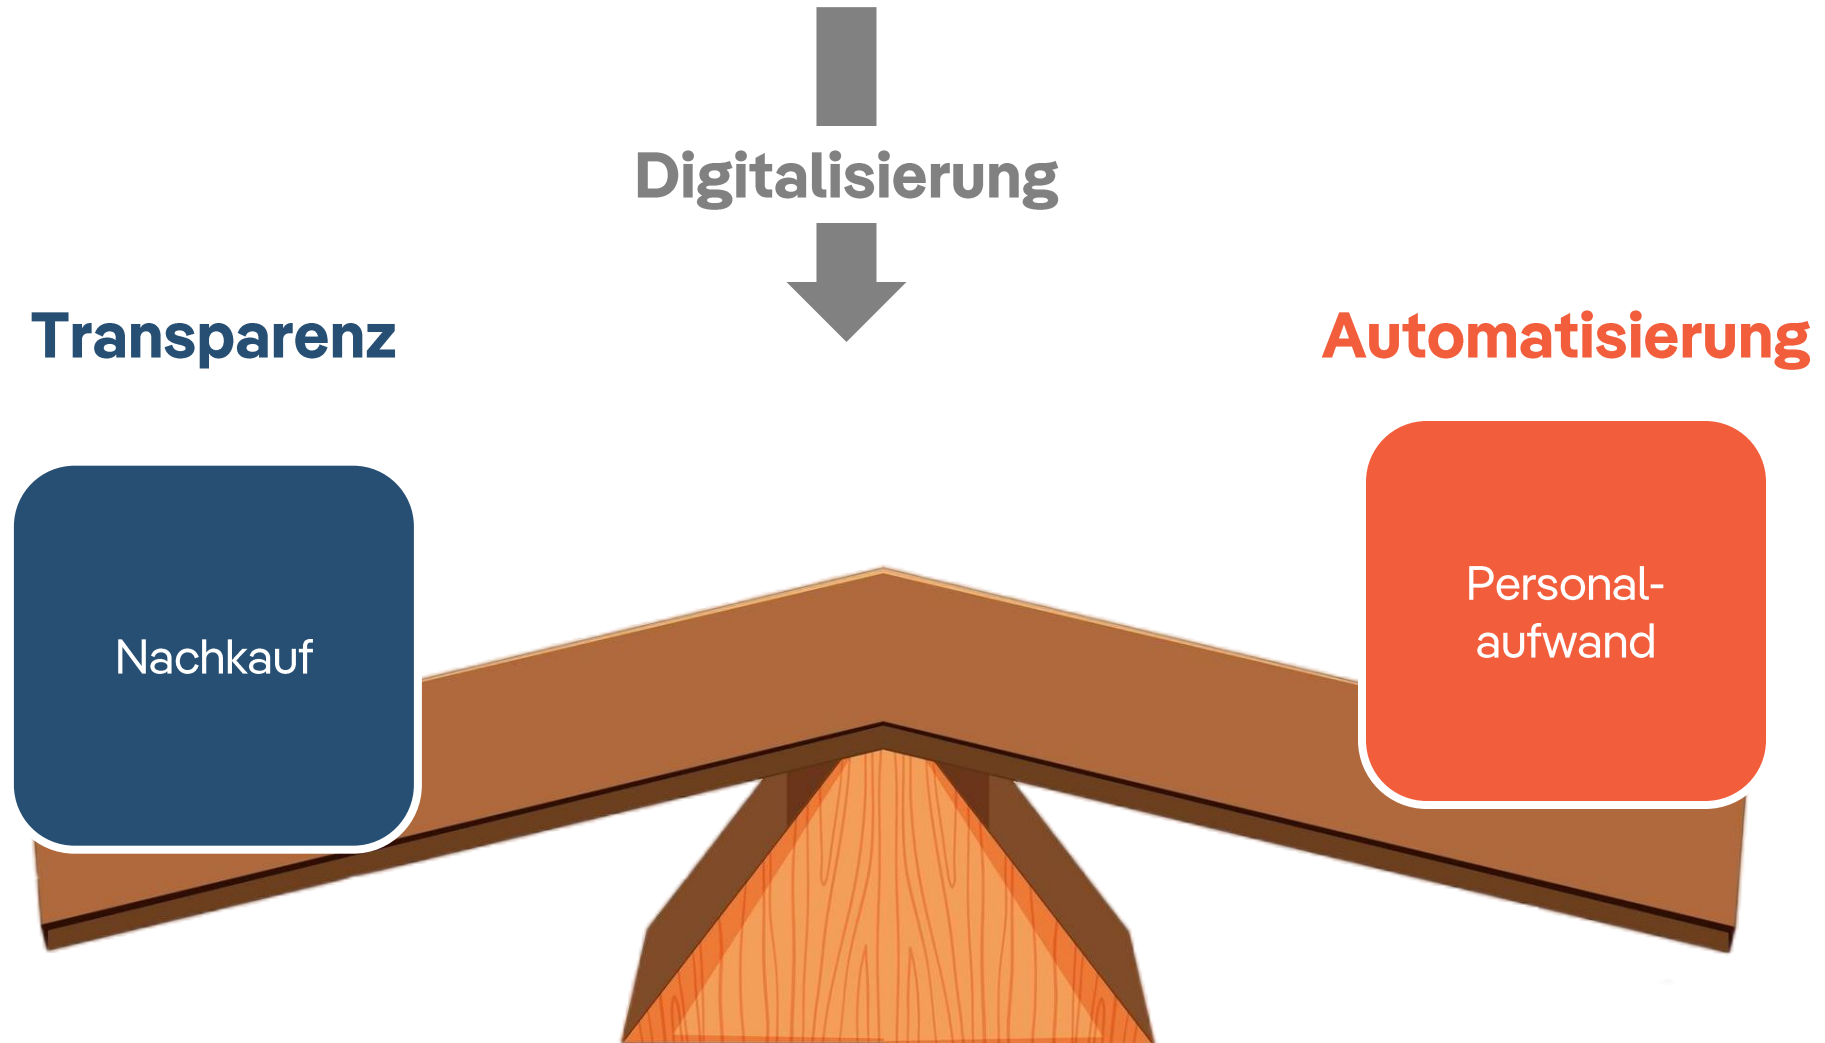 Digitalisierung
Transparenz
Automatisierung
Nachkauf
Personal-
aufwand